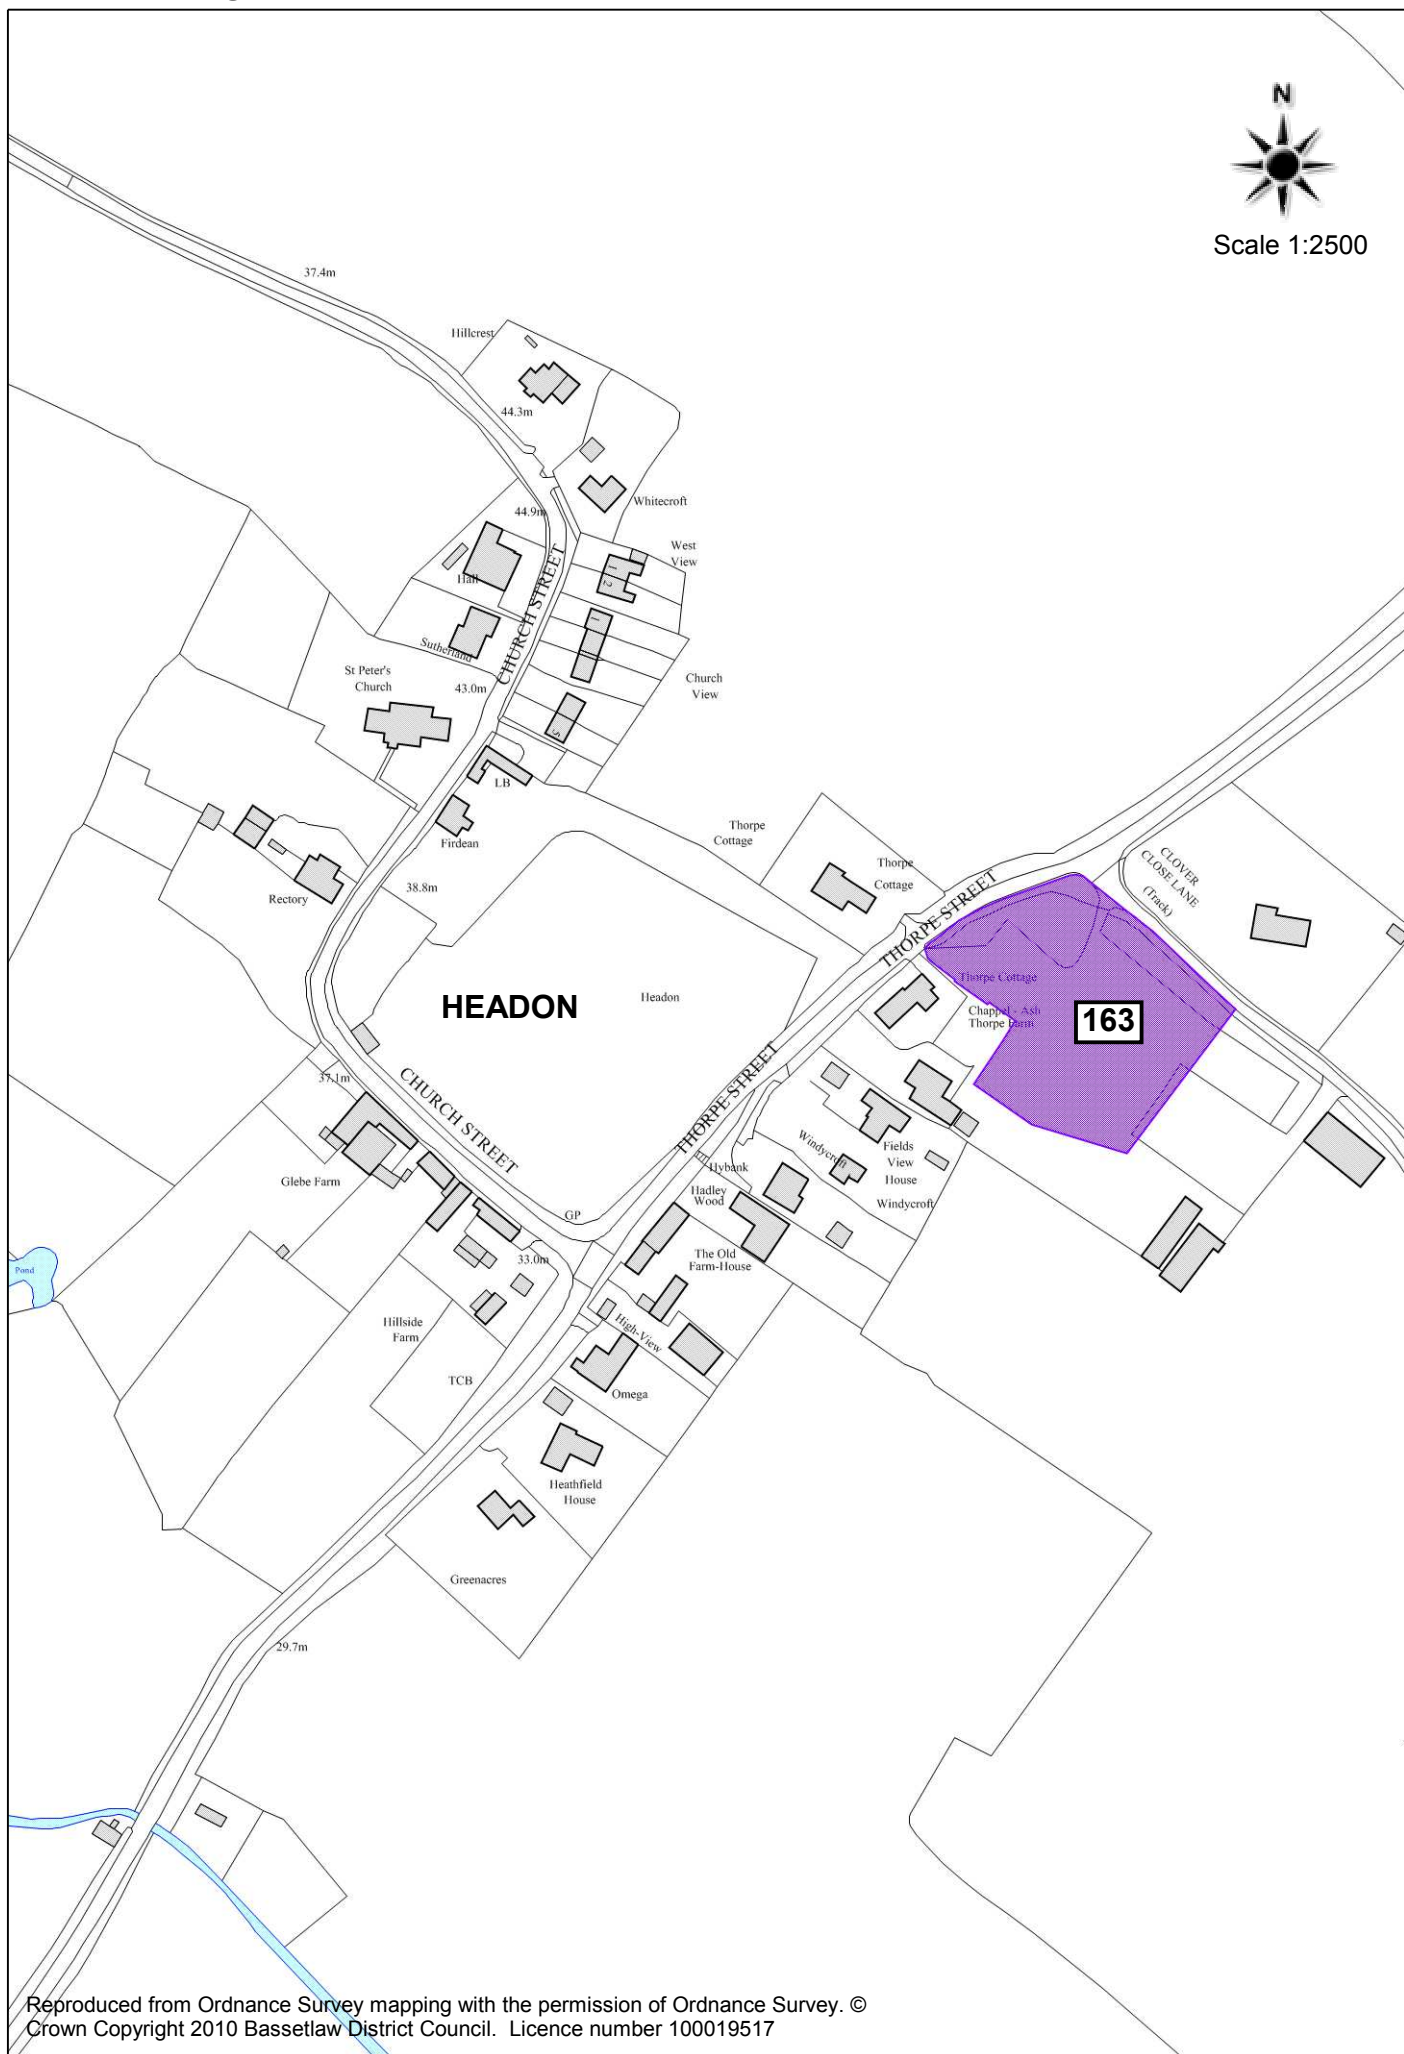 N
Scale 1:2500
37.4m
Hillcrest
44.3m
Whitecroft
44.9m
West
View
1
2
Hall
CHURCH STREET
1
Sutherland
St Peter's
Church
43.0m
Church
View
5
LB
Firdean
Thorpe
Cottage
Thorpe
Cottage
CLOVER
CLOSE LANE
(Track)
Rectory
38.8m
THORPE STREET
Thorpe Cottage
HEADON
Headon
Chappel - Ash
Thorpe Farm
163
37.1m
CHURCH STREET
THORPE STREET
Windycroft
Fields
View
House
Hybank
Glebe Farm
Hadley
Wood
Windycroft
GP
33.0m
The Old
Farm-House
Pond
Hillside
Farm
High-View
TCB
Omega
Heathfield
House
Greenacres
29.7m
Reproduced from Ordnance Survey mapping with the permission of Ordnance Survey. ©
Crown Copyright 2010 Bassetlaw District Council.  Licence number 100019517